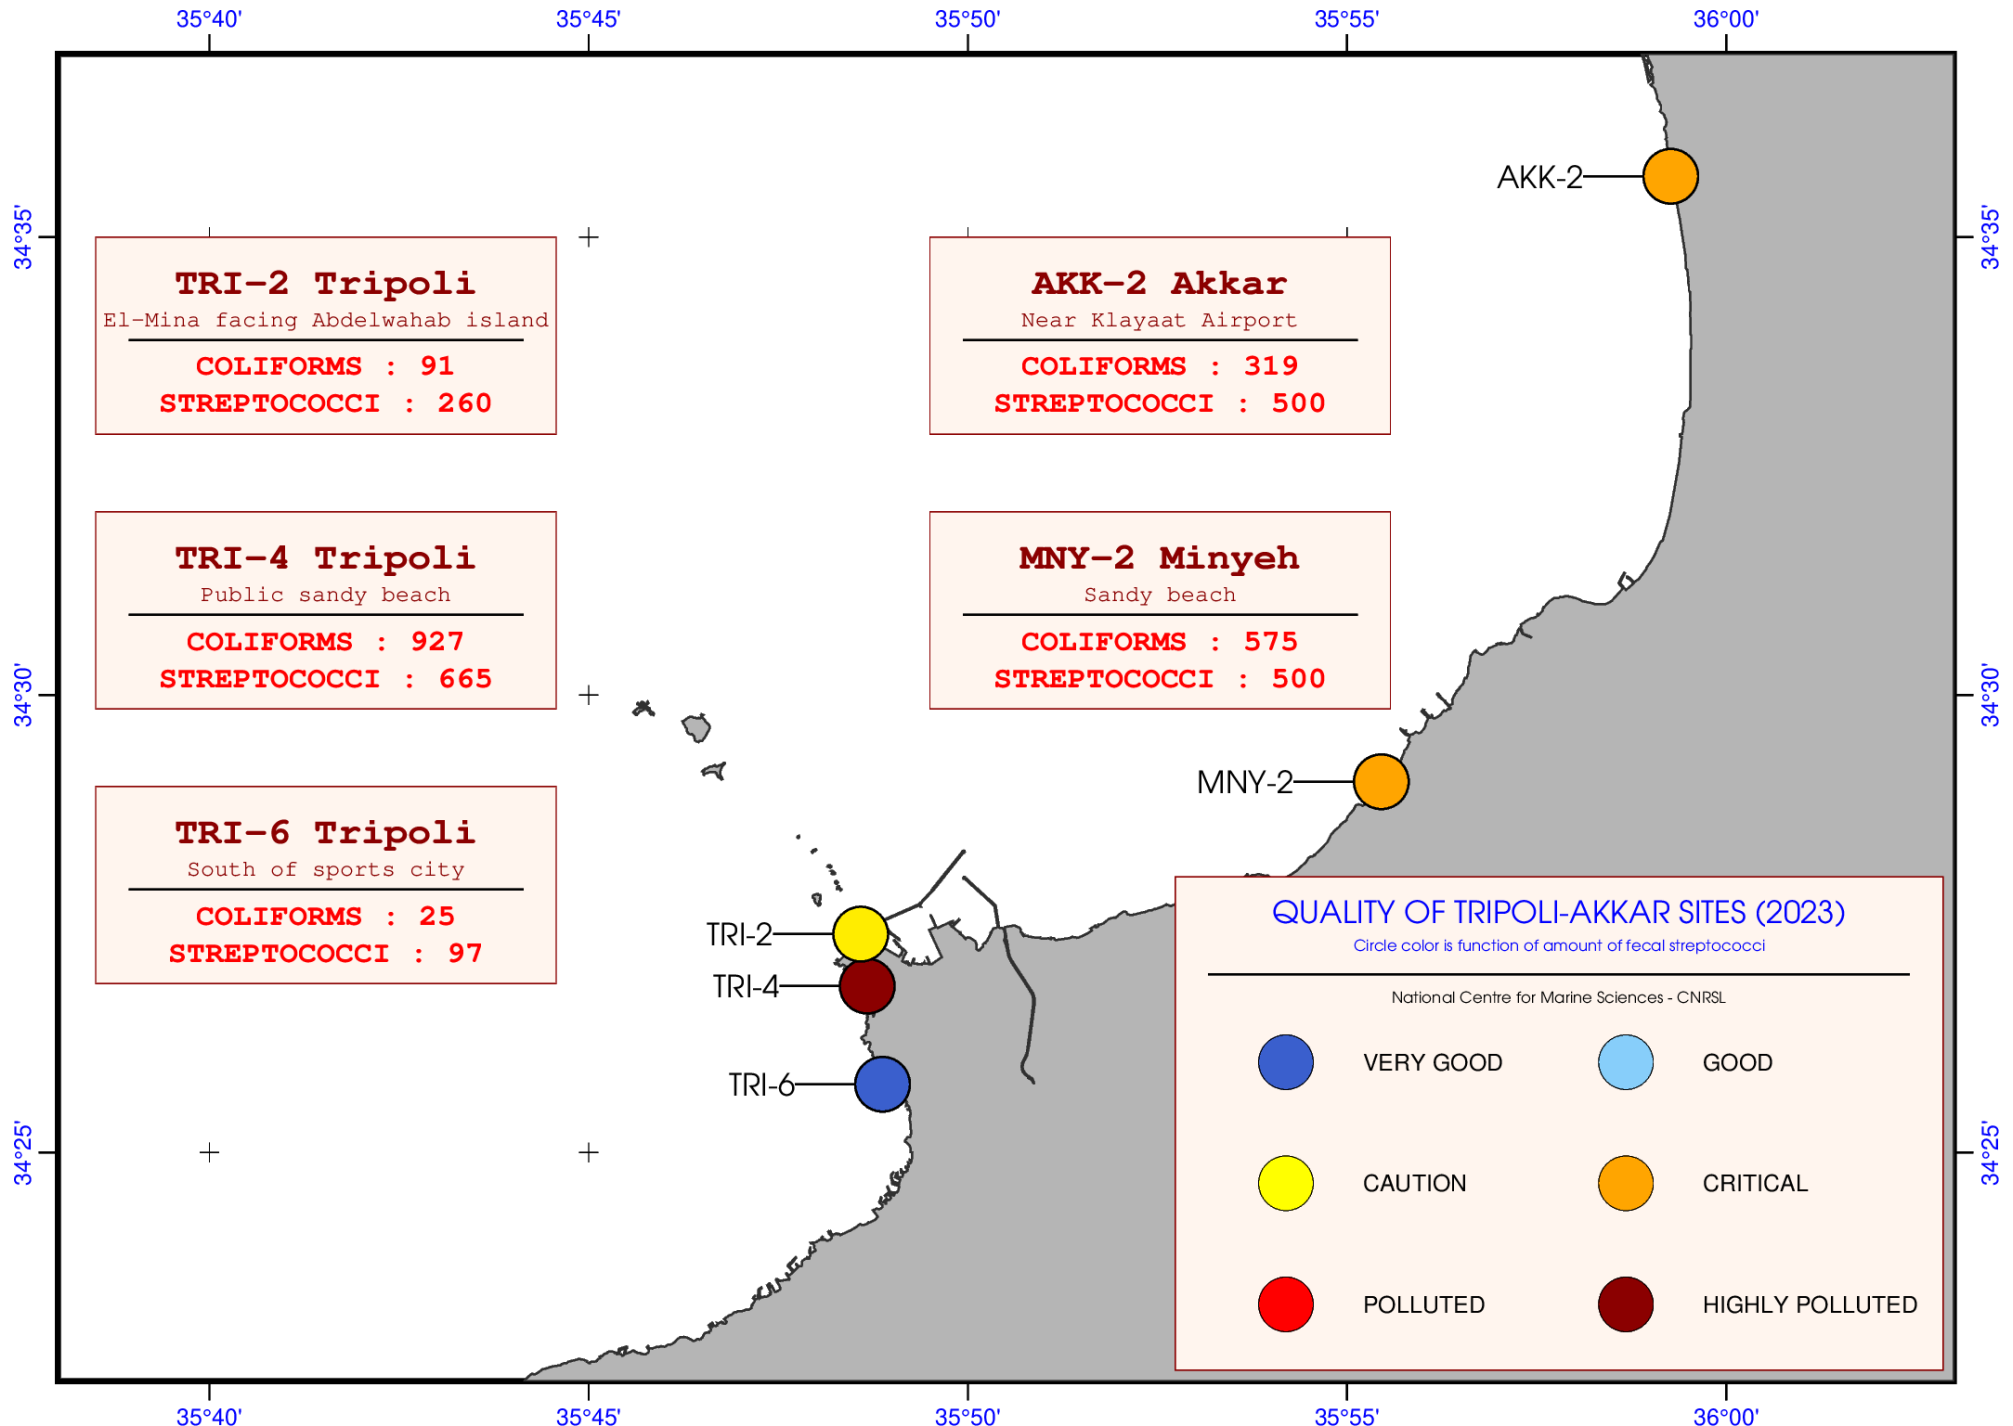 35°40' 35°45' 35°50' 35°55' 36°00'
AKK-2
34°35' 34°35'
TRI-2 Tripoli
El-Mina facing Abdelwahab island
COLIFORMS : 91
STREPTOCOCCI : 260
AKK-2 Akkar
Near Klayaat Airport
COLIFORMS : 319
STREPTOCOCCI : 500
TRI-4 Tripoli
Public sandy beach
COLIFORMS : 927
STREPTOCOCCI : 665
MNY-2 Minyeh
Sandy beach
COLIFORMS : 575
STREPTOCOCCI : 500
34°30' 34°30'
MNY-2
TRI-6 Tripoli
South of sports city
COLIFORMS : 25
STREPTOCOCCI : 97
TRI-2
TRI-4
TRI-6
34°25' 34°25'
QUALITY OF TRIPOLI-AKKAR SITES (2023)
Circle color is function of amount of fecal streptococci
National Centre for Marine Sciences - CNRSL
VERY GOOD GOOD
CAUTION CRITICAL
POLLUTED HIGHLY POLLUTED
35°40' 35°45' 35°50' 35°55' 36°00'